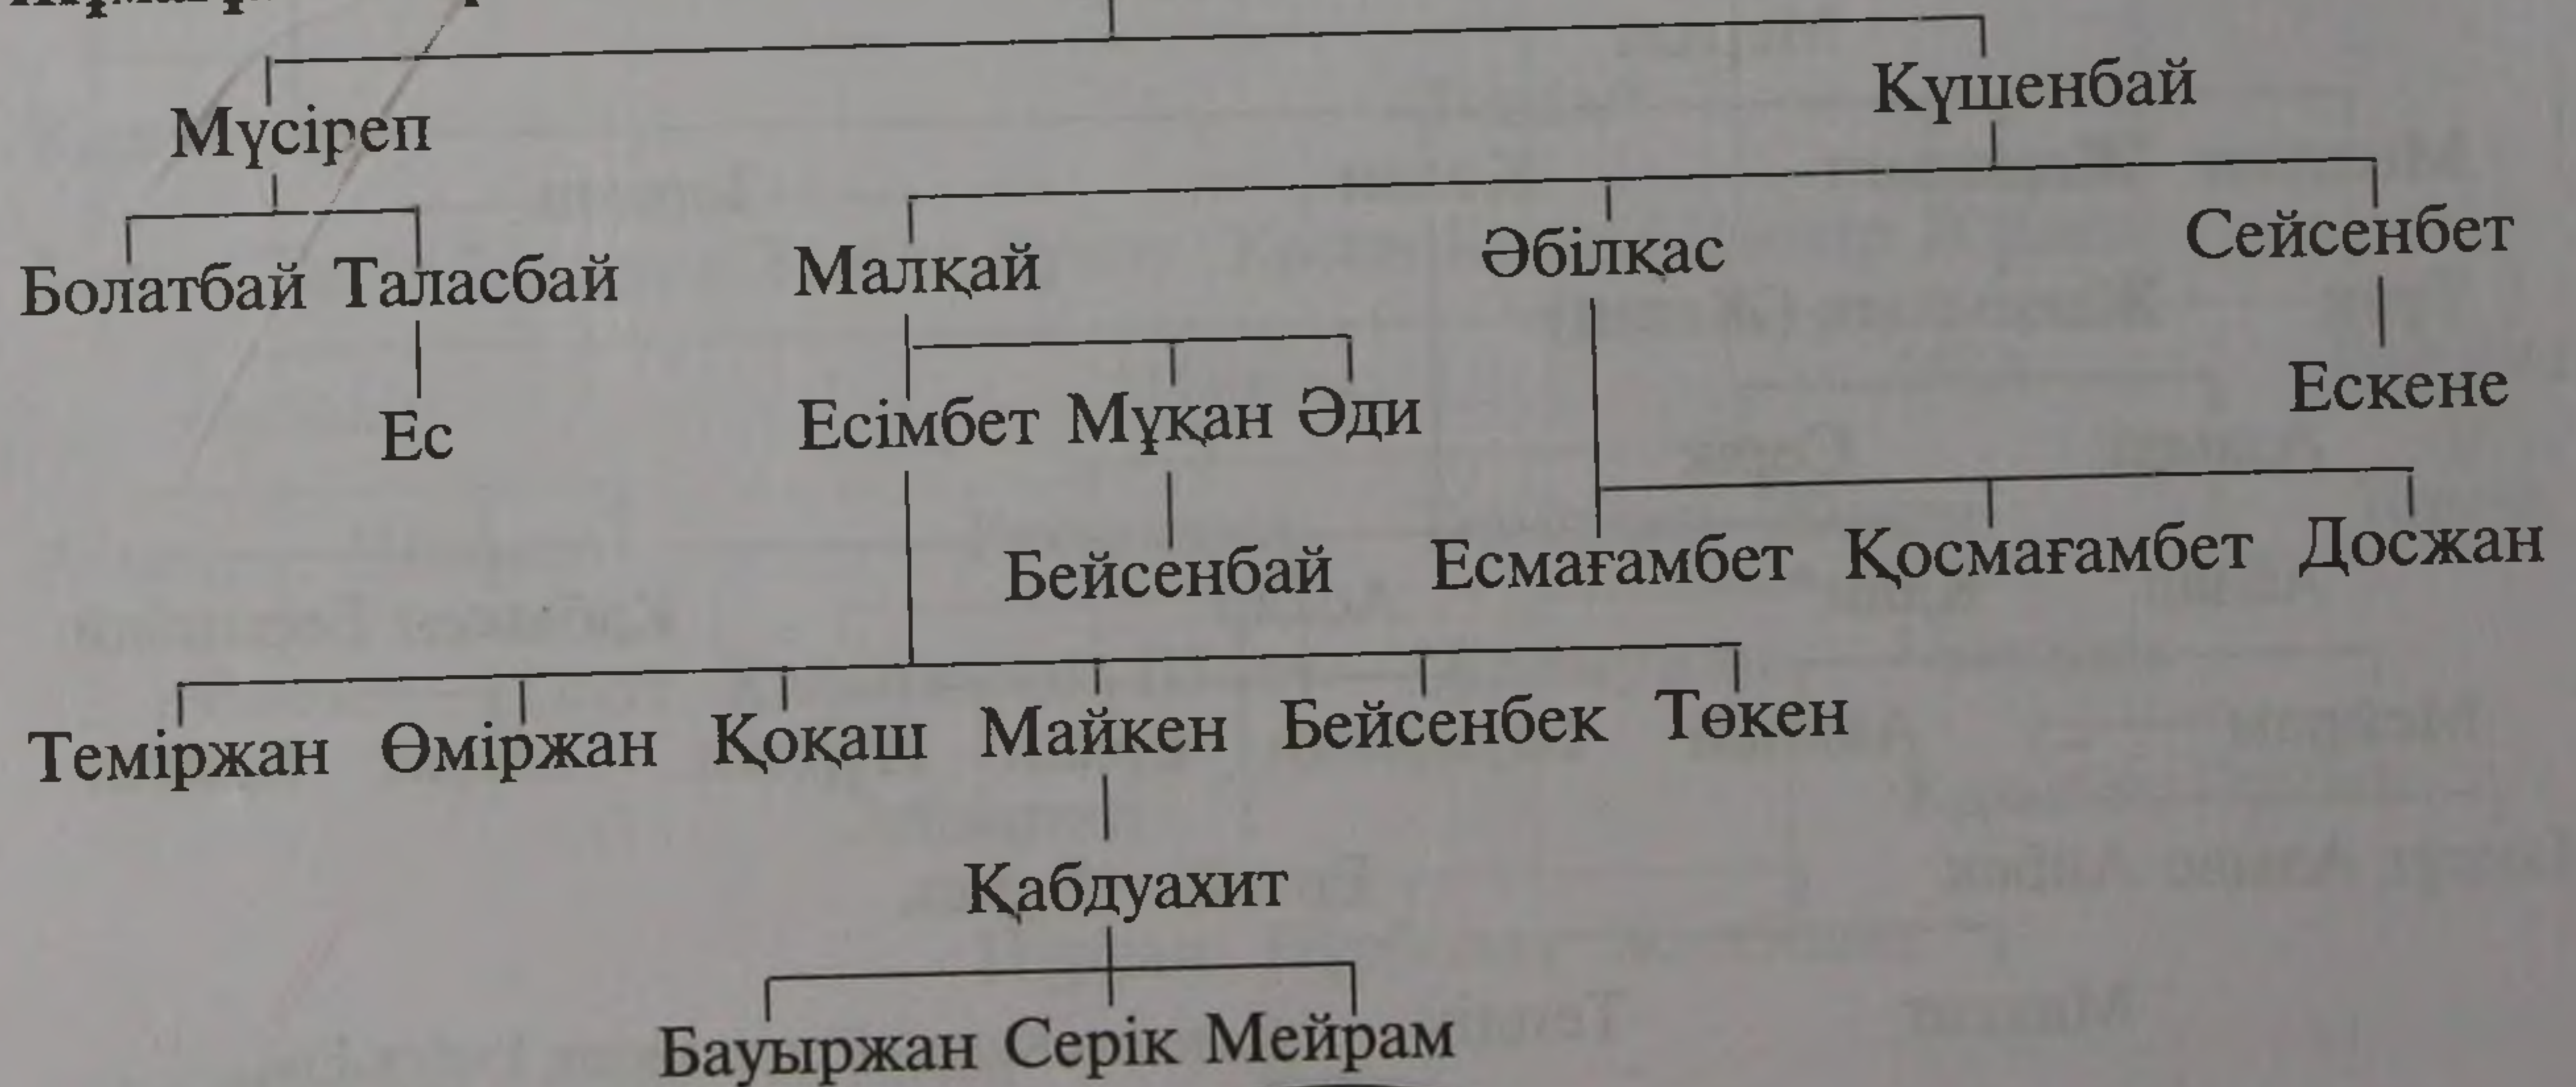 Күшенбай
Мүсіреп
Сейсенбет
Малқай Әбілқас
Болатбай Таласбай
Ескене
Есімбет Мұқан Әди
Ес
Бейсенбай Есмағамбет Қосмағамбет Досжан
Теміржан Өміржан Қоқаш Майкен Бейсенбек Төкен
Қабдуахит
Бауыржан Серік Мейрам